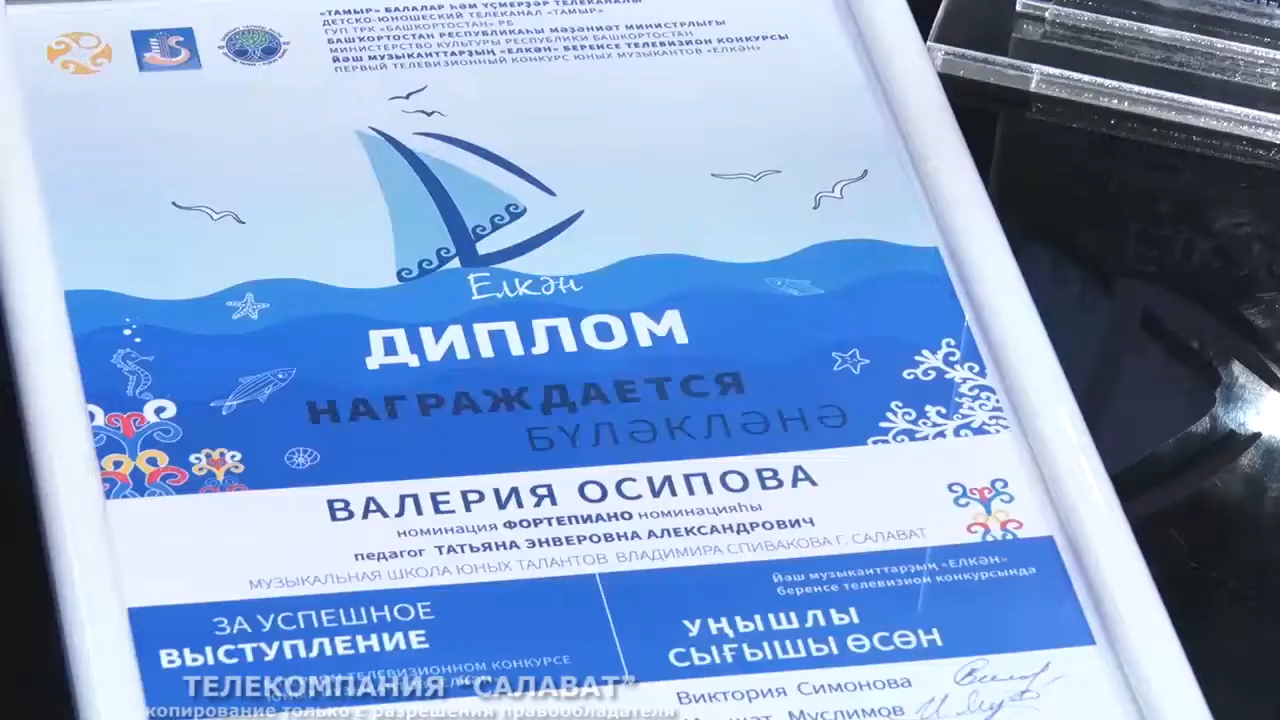 «ТАМЫР» БАЛАЛАР ҺӘМ ҮҪМЕРҘӘР ТЕЛЕКАНАЛЫ
ДЕТСКО-ЮНОШЕСКИЙ ТЕЛЕКАНАЛ «ТАМЫР»
ГУП ТРК «БАШКОРТОСТАН» РБ
БАШҠОРТОСТАН РЕСПУБЛИКАҺЫ МӘҘӘНИӘТ МИНИСТРЛЫҒЫ
МИНИСТЕРСТВО КУЛЬТУРЫ РЕСПУБЛИКИ БАШКОРТОСТАН
ЙӘШ МУЗЫКАНТТАРҘЫҢ «ЕЛКӘН» БЕРЕНСЕ ТЕЛЕВИЗИОН КОНКУРСЫ
ПЕРВЫЙ ТЕЛЕВИЗИОННЫЙ КОНКУРС ЮНЫХ МУЗЫКАНТОВ «ЕЛКӘН»
Елкән
ДИПЛОМ
НАГРАЖДАЕТСЯ
БҮЛӘКЛӘНӘ
ВАЛЕРИЯ ОСИПОВА
номинация ФОРТЕПИАНО номинацияһы
педагог ТАТЬЯНА ЭНВЕРОВНА АЛЕКСАНДРОВИЧ
МУЗЫКАЛЬНАЯ ШКОЛА ЮНЫХ ТАЛАНТОВ ВЛАДИМИРА СПИВАКОВА Г. САЛАВАТ
ЗА УСПЕШНОЕ
ВЫСТУПЛЕНИЕ
ТЕЛЕВИЗИОННОМ КОНКУРСЕ
йәш музыканттарҙың «ЕЛКӘН»
беренсе телевизион конкурсында
УҢЫШЛЫ
СЫҒЫШЫ ӨСӨН
Виктория Симонова
Муслимов
ТЕЛЕКОМПАНИЯ "САЛАВАТ"
копирование только с разрешения правообладателя